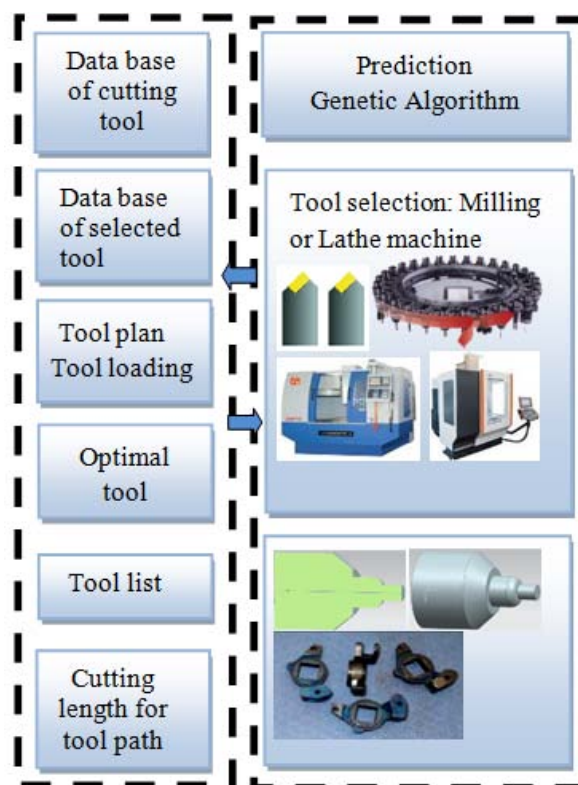 Data base
of cutting
tool
Data base
of selected
tool
Tool plan
Tool loading
Optimal
tool
Tool list
Cutting
length for
tool path
Prediction
Genetic Algorithm
Tool selection: Milling
or Lathe machine